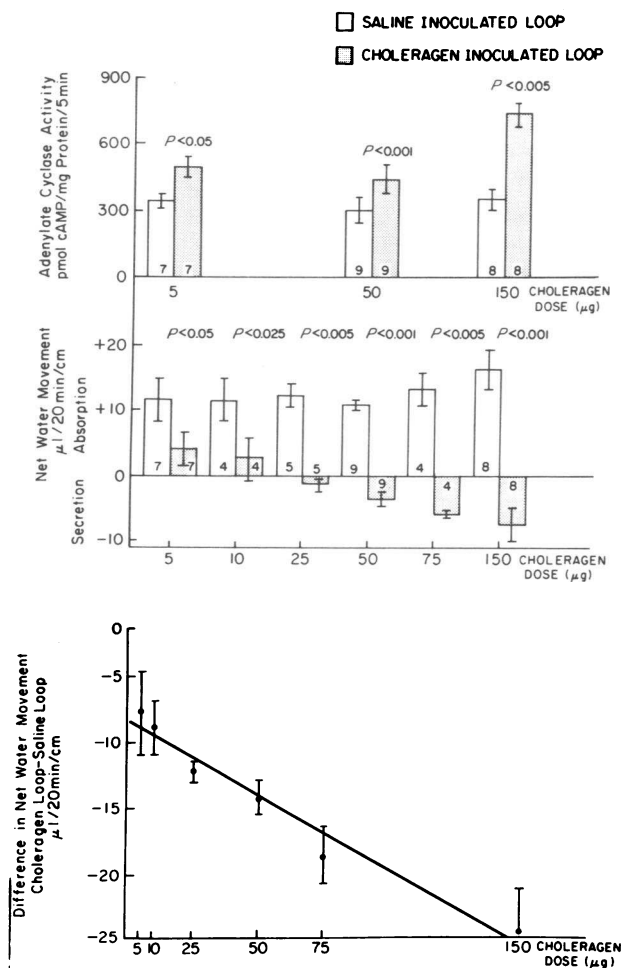 SALINE INOCULATED LOOP
CHOLERAGEN INOCULATED LOOP
Adenylate Cyclase Activity
pmol cAMP/mg Protein/5min
900
600
300
0
P<0.05
P<0.001
P<0.005
7 7 9 9 8 8
5 50 150 CHOLERAGEN
DOSE (μg)
Net Water Movement
μl/20 min/cm
Secretion Absorption
+20
+10
0
-10
P<0.05 P<0.025 P<0.005 P<0.001 P<0.005 P<0.001
7 7 4 4 5 5 9 9 4 4 8 8
5 10 25 50 75 150 CHOLERAGEN
DOSE (μg)
Difference in Net Water Movement
Choleragen Loop-Saline Loop
μl/20min/cm
0
-5
-10
-15
-20
-25
5 10 25 50 75 150 CHOLERAGEN
DOSE (μg)